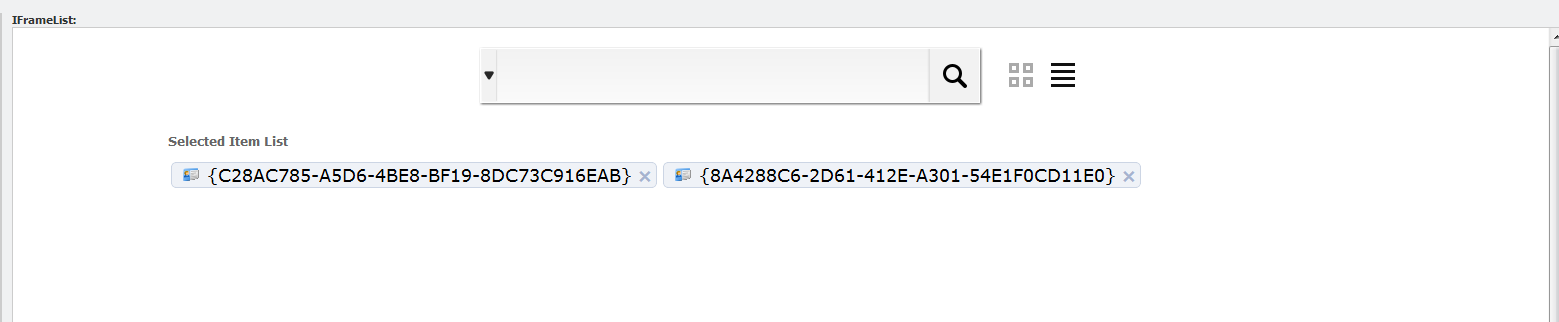 IFrameList:
Selected Item List
{C28AC785-A5D6-4BE8-BF19-8DC73C916EAB} {8A4288C6-2D61-412E-A301-54E1F0CD11E0}